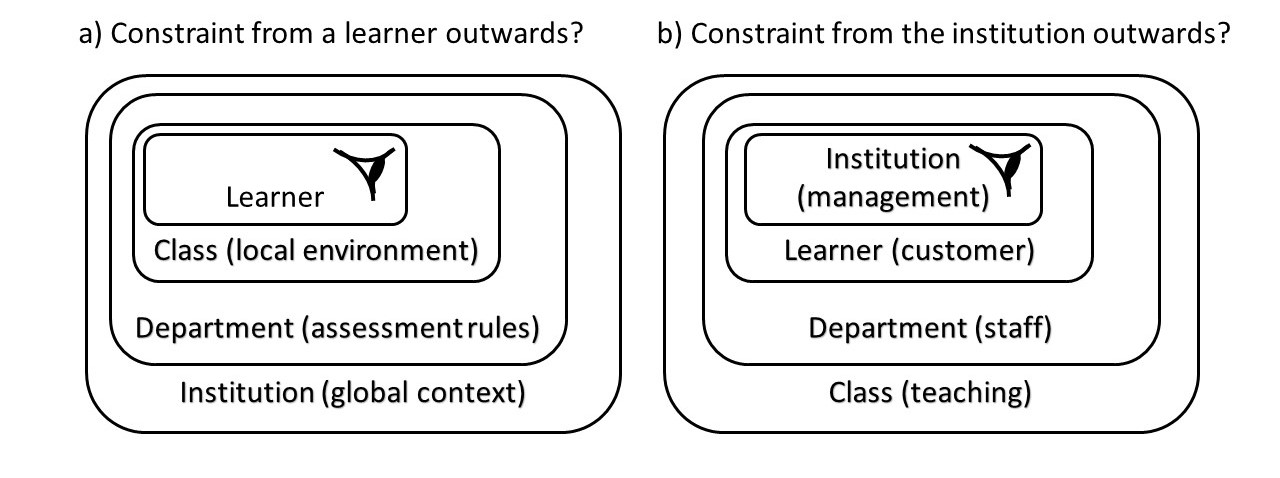 a) Constraint from a learner outwards?
Learner
Class (local environment)
Department (assessment rules)
Institution (global context)
b) Constraint from the institution outwards?
Institution
(management)
Learner (customer)
Department (staff)
Class (teaching)